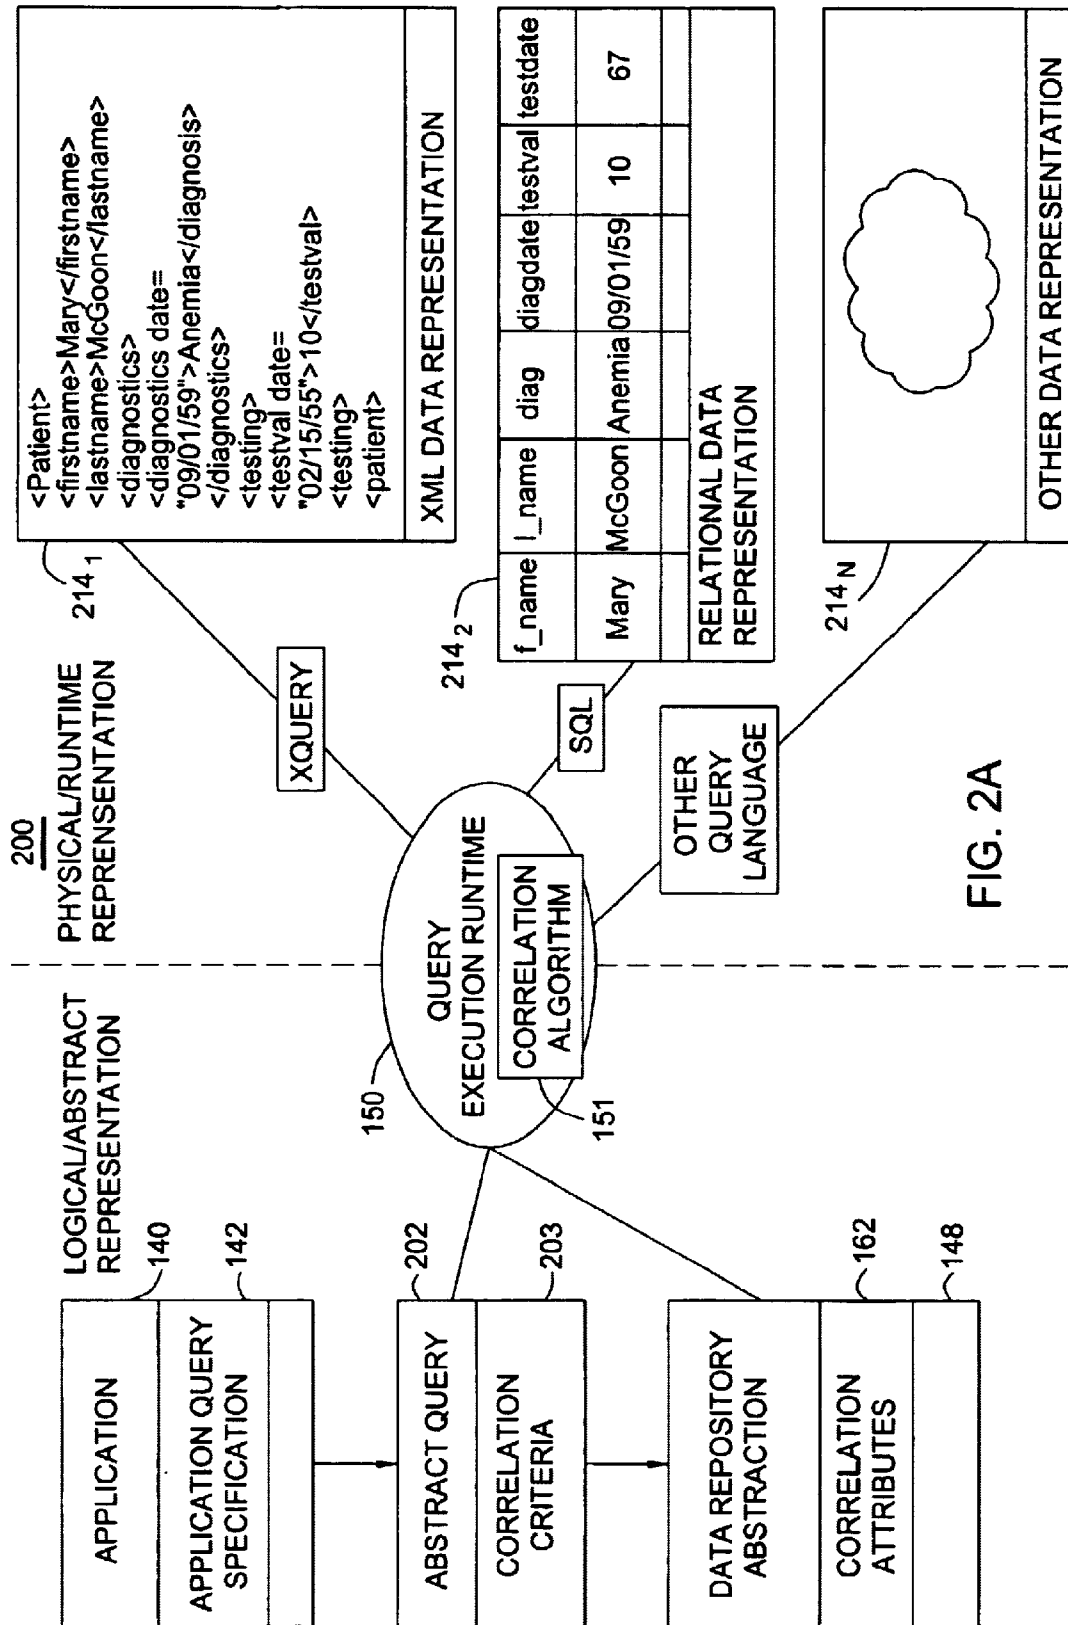 200
LOGICAL/ABSTRACT
REPRESENTATION
PHYSICAL/RUNTIME
REPRENSENTATION
APPLICATION
140
APPLICATION QUERY
SPECIFICATION
142
ABSTRACT QUERY
202
CORRELATION
CRITERIA
203
DATA REPOSITORY
ABSTRACTION
CORRELATION
ATTRIBUTES
162
148
150
QUERY
EXECUTION RUNTIME
CORRELATION
ALGORITHM
151
XQUERY
SQL
OTHER
QUERY
LANGUAGE
214 1
<Patient>
<firstname>Mary</firstname>
<lastname>McGoon</lastname>
<diagnostics>
<diagnostics date=
"09/01/59">Anemia</diagnosis>
</diagnostics>
<testing>
<testval date=
"02/15/55">10</testval>
<testing>
<patient>
XML DATA REPRESENTATION
214 2
f_name l_name diag diagdate testval testdate
Mary McGoon Anemia 09/01/59 10 67
RELATIONAL DATA
REPRESENTATION
214 N
OTHER DATA REPRESENTATION
FIG. 2A